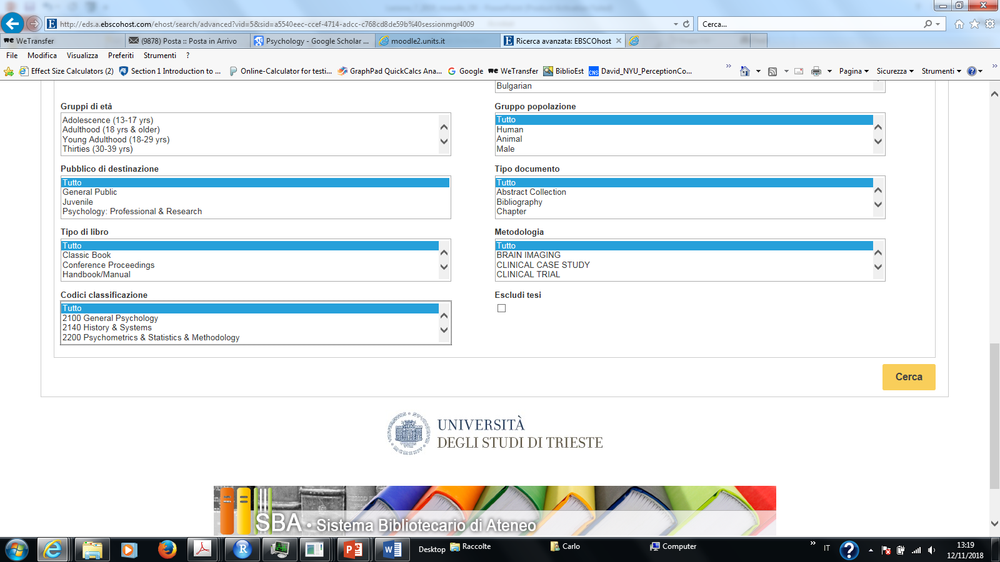 http://eds.a.ebscohost.com/ehost/search/advanced?vid=5&sid=a5540eec-ccef-4714-adcc-c768cd8de59b%40sessionmgr4009
Cerca...
WeTransfer
(9878) Posta :: Posta in Arrivo
Psychology - Google Scholar ...
moodle2.units.it
Ricerca avanzata: EBSCOhost
File Modifica Visualizza Preferiti Strumenti ?
Effect Size Calculators (2) Section 1 Introduction to ... Online-Calculator for testi... GraphPad QuickCalcs Ana... Google WeTransfer BiblioEst David_NYU_PerceptionCo... Pagina Sicurezza Strumenti
Bulgarian
Gruppi di età
Adolescence (13-17 yrs)
Adulthood (18 yrs & older)
Young Adulthood (18-29 yrs)
Thirties (30-39 yrs)
Gruppo popolazione
Tutto
Human
Animal
Male
Pubblico di destinazione
Tutto
General Public
Juvenile
Psychology: Professional & Research
Tipo documento
Tutto
Abstract Collection
Bibliography
Chapter
Tipo di libro
Tutto
Classic Book
Conference Proceedings
Handbook/Manual
Metodologia
Tutto
BRAIN IMAGING
CLINICAL CASE STUDY
CLINICAL TRIAL
Codici classificazione
Tutto
2100 General Psychology
2140 History & Systems
2200 Psychometrics & Statistics & Methodology
Escludi tesi
Cerca
UNIVERSITÀ
DEGLI STUDI DI TRIESTE
SBA • Sistema Bibliotecario di Ateneo
Desktop
Raccolte
Carlo
Computer
IT
13:19
12/11/2018